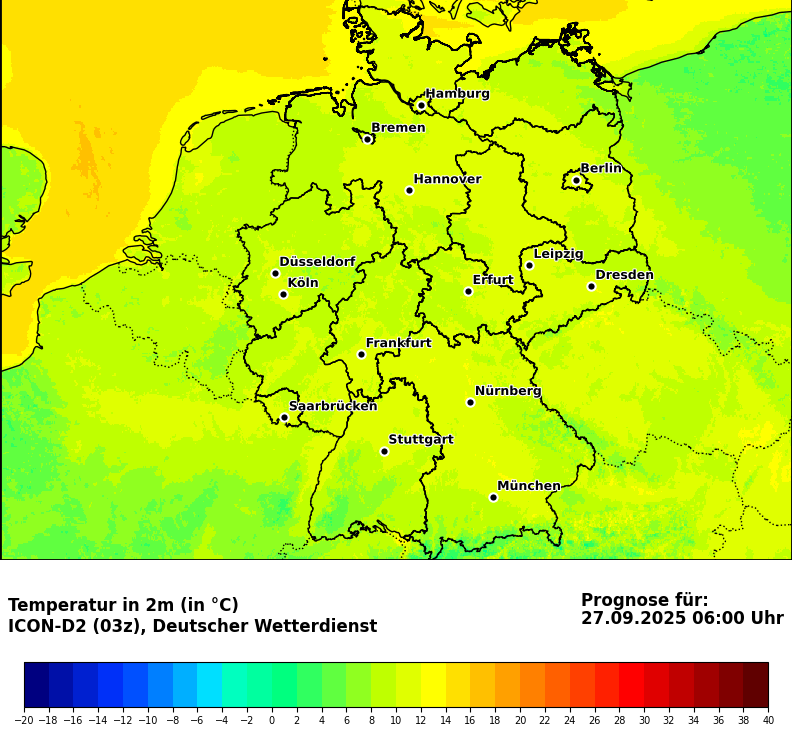 Hamburg
Bremen
Berlin
Hannover
Leipzig
Düsseldorf
Dresden
Köln
Erfurt
Frankfurt
Nürnberg
Saarbrücken
Stuttgart
München
Temperatur in 2m (in °C)
ICON-D2 (03z), Deutscher Wetterdienst
Prognose für:
27.09.2025 06:00 Uhr
−20 −18 −16 −14 −12 −10 −8 −6 −4 −2 0 2 4 6 8 10 12 14 16 18 20 22 24 26 28 30 32 34 36 38 40